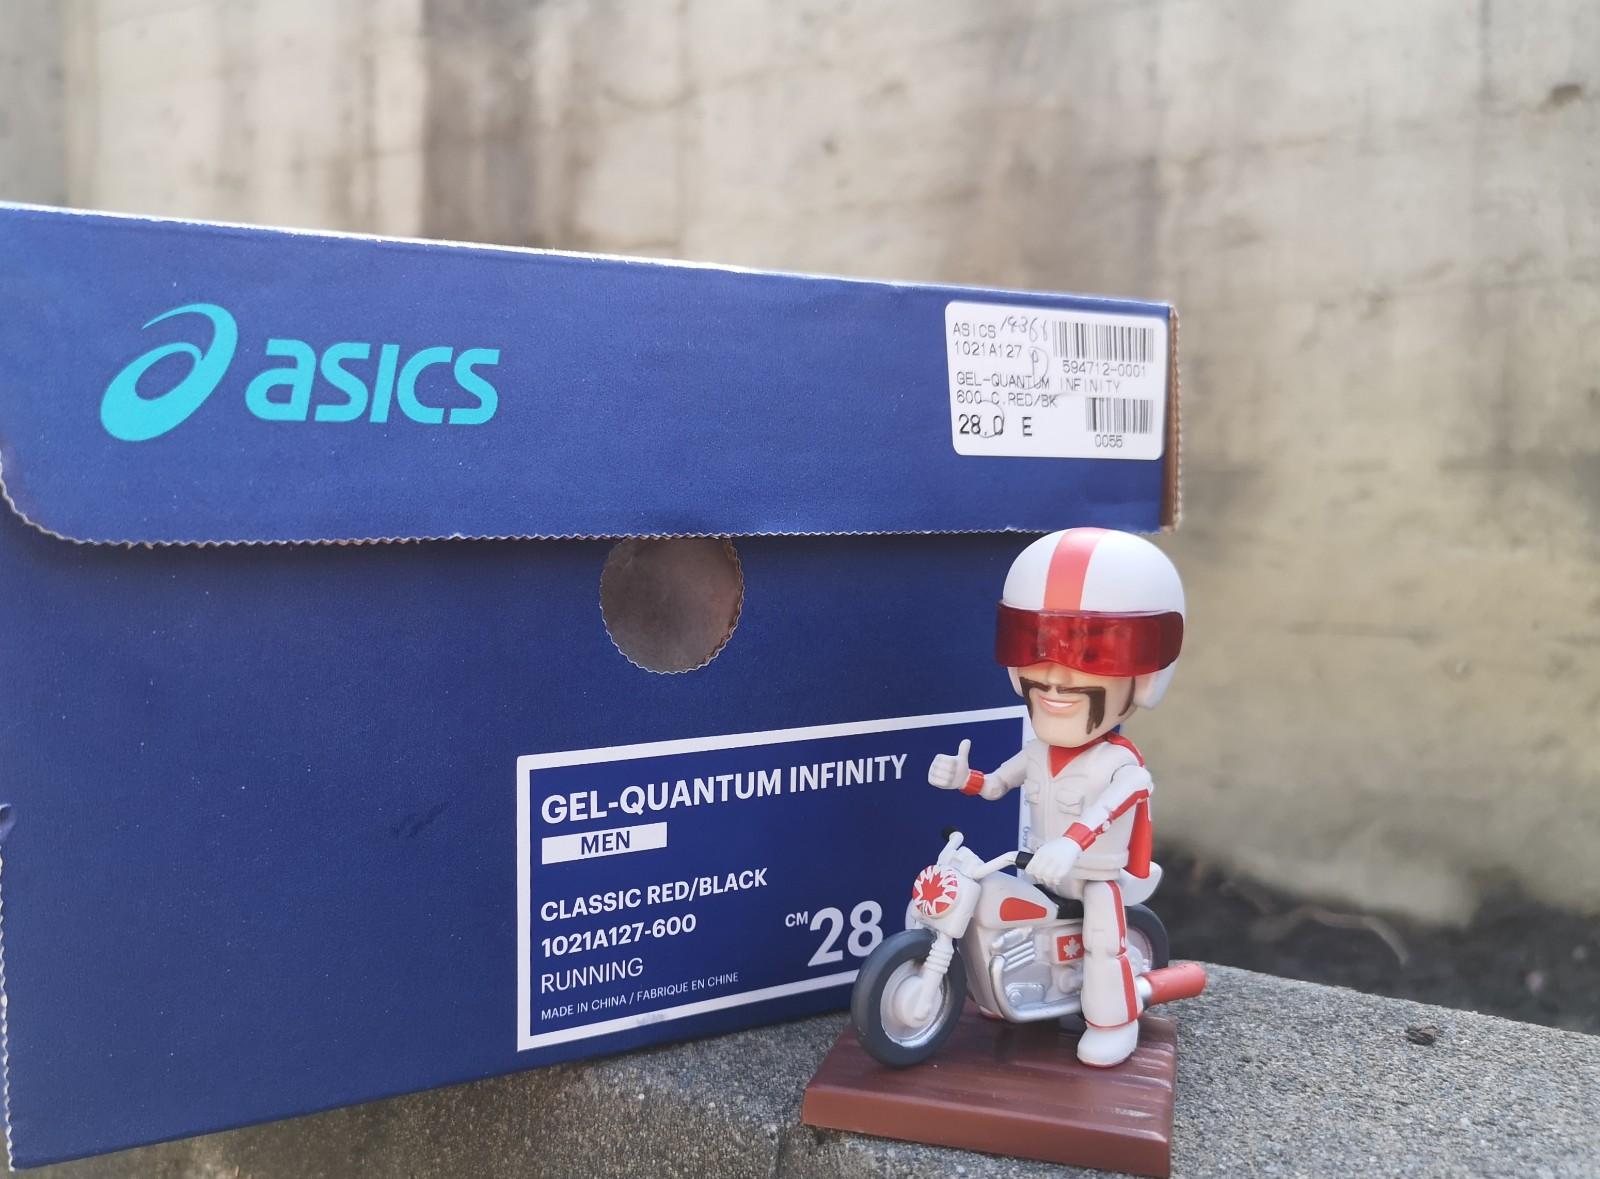 asics
ASICS
1021A127
594712-0001
GEL-QUANTUM INFINITY
600 C.RED/BK
28.0 E
0055
GEL-QUANTUM INFINITY
MEN
CLASSIC RED/BLACK
1021A127-600
CM 28
RUNNING
MADE IN CHINA / FABRIQUE EN CHINE